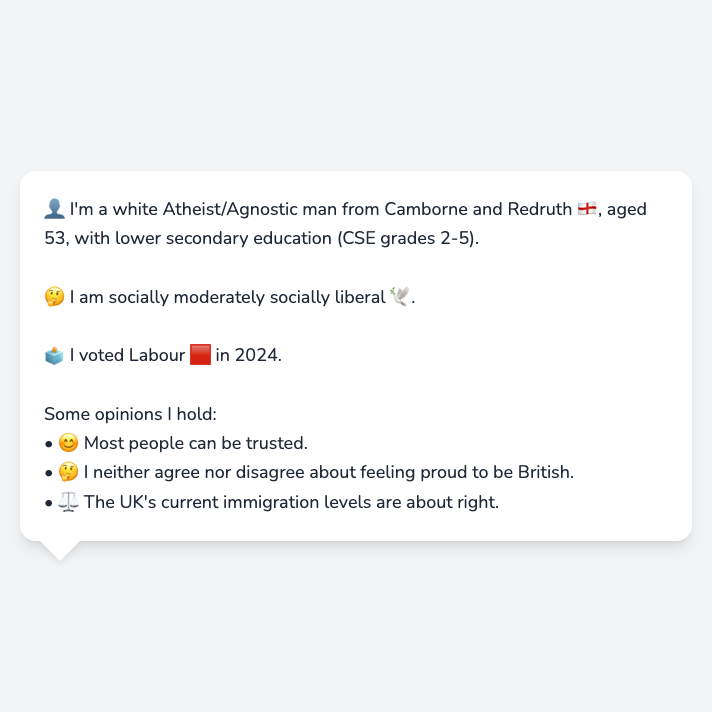 👤 I'm a white Atheist/Agnostic man from Camborne and Redruth 🏴󠁧󠁢󠁥󠁮󠁧󠁿, aged
53, with lower secondary education (CSE grades 2-5).
🤔 I am socially moderately socially liberal 🕊️.
🗳️ I voted Labour 🟥 in 2024.
Some opinions I hold:
• 😊 Most people can be trusted.
• 🤔 I neither agree nor disagree about feeling proud to be British.
• ⚖️ The UK's current immigration levels are about right.